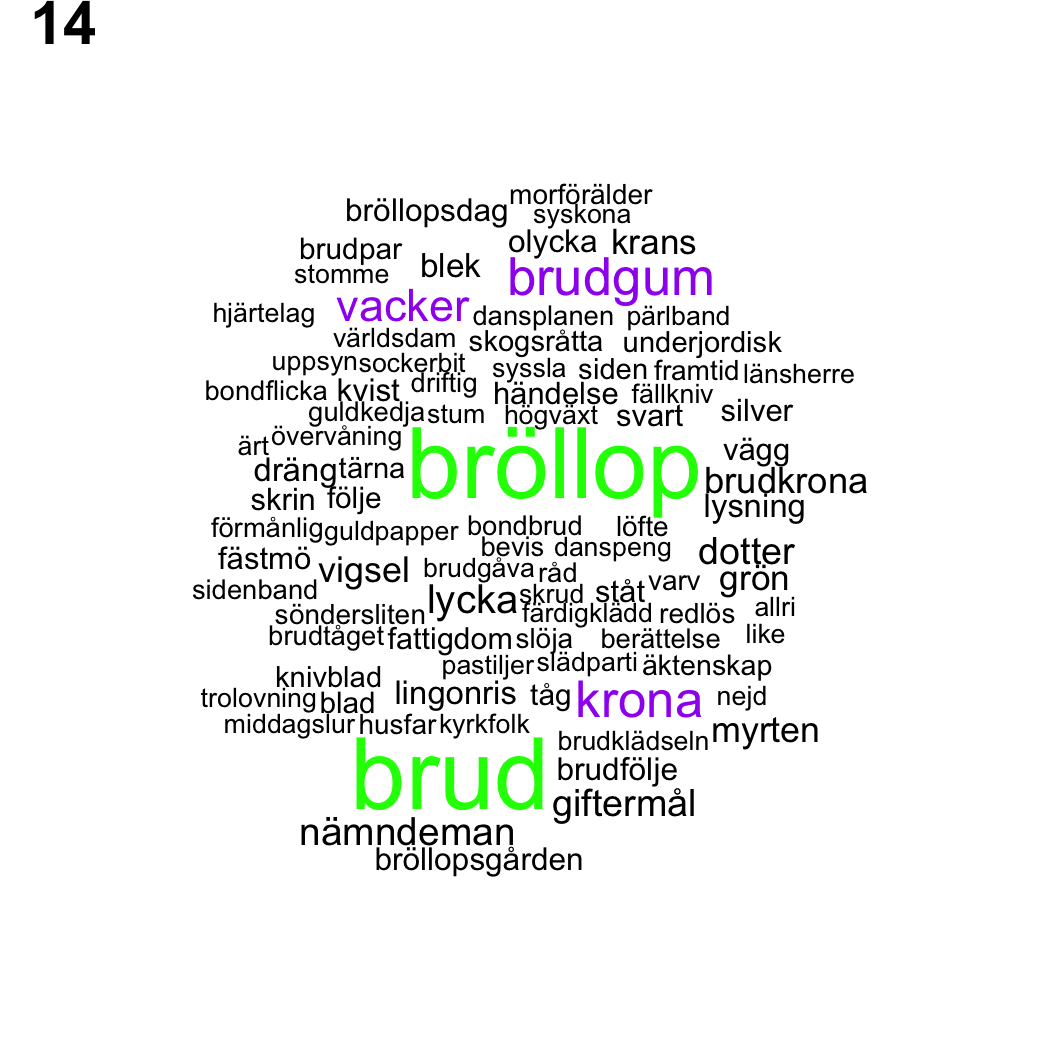 14
morförälder
bröllopsdag syskona
brudpar olycka krans
stomme blek brudgum
hjärtelag vacker dansplanen pärlband
världsdam skogsråtta underjordisk
uppsyn sockerbit syssla siden framtid länsherre
bondflicka kvist driftig händelse fällkniv
guldkedja stum högväxt svart silver
ärt övervåning bröllop vägg
dräng tärna brudkrona
skrin följe lysning
förmånlig guldpapper bondbrud löfte
fästmö vigsel bevis danspeng dotter
brudgåva råd varv grön
sidenband lycka skrud ståt
söndersliten färdigklädd redlös allri
brudtåget fattigdom slöja berättelse like
knivblad pastiljer slädparti äktenskap
trolovning blad lingonris tåg krona nejd
middagslur husfar kyrkfolk myrten
brud brudklädseln
brudfölje
giftermål
nämndeman
bröllopsgården